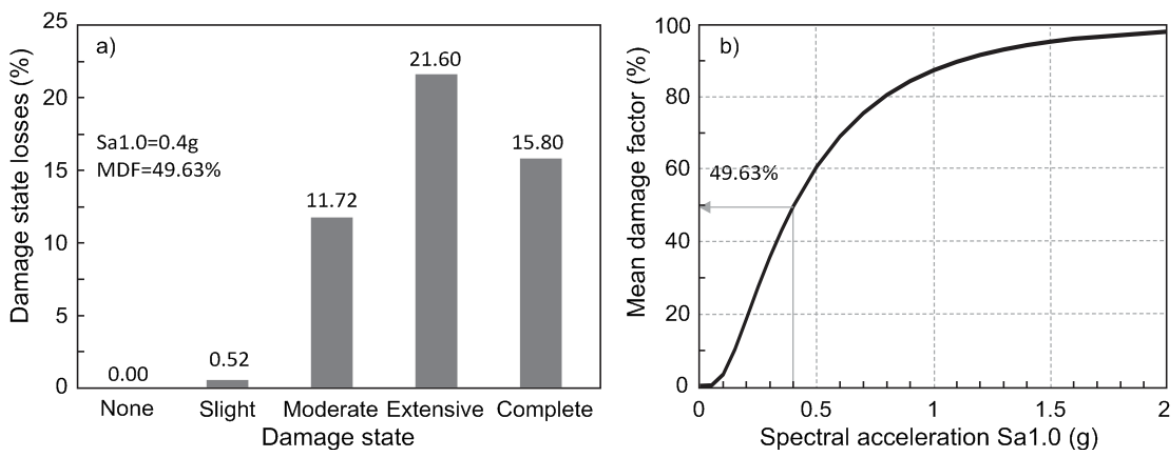 a)
Damage state losses (%)
25
20
15
10
5
0
Sa1.0=0.4g
MDF=49.63%
0.00
0.52
11.72
21.60
15.80
None Slight Moderate Extensive Complete
Damage state
b)
Mean damage factor (%)
100
80
60
40
20
0
49.63%
0 0.5 1 1.5 2
Spectral acceleration Sa1.0 (g)